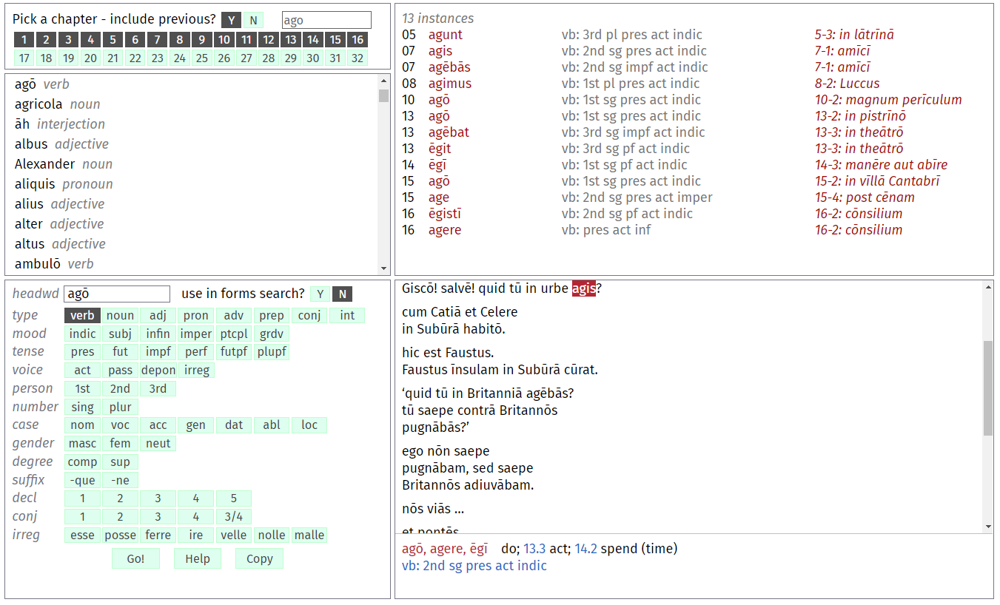 Pick a chapter - include previous? Y N ago
1 2 3 4 5 6 7 8 9 10 11 12 13 14 15 16
17 18 19 20 21 22 23 24 25 26 27 28 29 30 31 32
agō verb
agricola noun
āh interjection
albus adjective
Alexander noun
aliquis pronoun
alius adjective
alter adjective
altus adjective
ambulō verb
13 instances
05 agunt vb: 3rd pl pres act indic 5-3: in lātrīnā
07 agis vb: 2nd sg pres act indic 7-1: amīcī
07 agēbās vb: 2nd sg impf act indic 7-1: amīcī
08 agimus vb: 1st pl pres act indic 8-2: Luccus
10 agō vb: 1st sg pres act indic 10-2: magnum perīculum
13 agō vb: 1st sg pres act indic 13-2: in pistrīnō
13 agēbat vb: 3rd sg impf act indic 13-3: in theātrō
13 ēgit vb: 3rd sg pf act indic 13-3: in theātrō
14 ēgī vb: 1st sg pf act indic 14-3: manēre aut abīre
15 agō vb: 1st sg pres act indic 15-2: in vīllā Cantabrī
15 age vb: 2nd sg pres act imper 15-4: post cēnam
16 ēgistī vb: 2nd sg pf act indic 16-2: cōnsilium
16 agere vb: pres act inf 16-2: cōnsilium
headwd agō use in forms search? Y N
type verb noun adj pron adv prep conj int
mood indic subj infin imper ptcpl grdv
tense pres fut impf perf futpf plupf
voice act pass depon irreg
person 1st 2nd 3rd
number sing plur
case nom voc acc gen dat abl loc
gender masc fem neut
degree comp sup
suffix -que -ne
decl 1 2 3 4 5
conj 1 2 3 4 3/4
irreg esse posse ferre ire velle nolle malle
Go! Help Copy
Giscō! salvē! quid tū in urbe agis?
cum Catiā et Celere
in Subūrā habitō.
hic est Faustus.
Faustus īnsulam in Subūrā cūrat.
‘quid tū in Britanniā agēbās?
tū saepe contrā Britannōs
pugnābās?’
ego nōn saepe
pugnābam, sed saepe
Britannōs adiuvābam.
nōs viās ...
et pontēs
agō, agere, ēgī do; 13.3 act; 14.2 spend (time)
vb: 2nd sg pres act indic